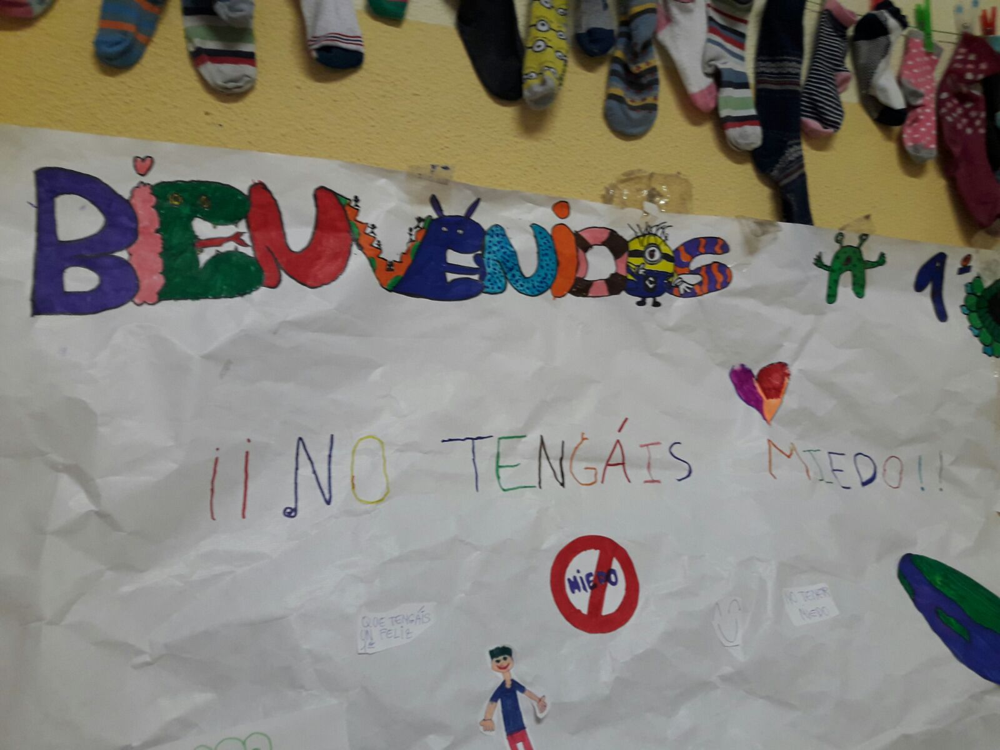 BiENVENiDOS A 1º
¡¡NO TENGÁIS MIEDO!!
MiEDO
QUE TENGÁIS
UN FELiZ
1º
NO TENER
MIEDO